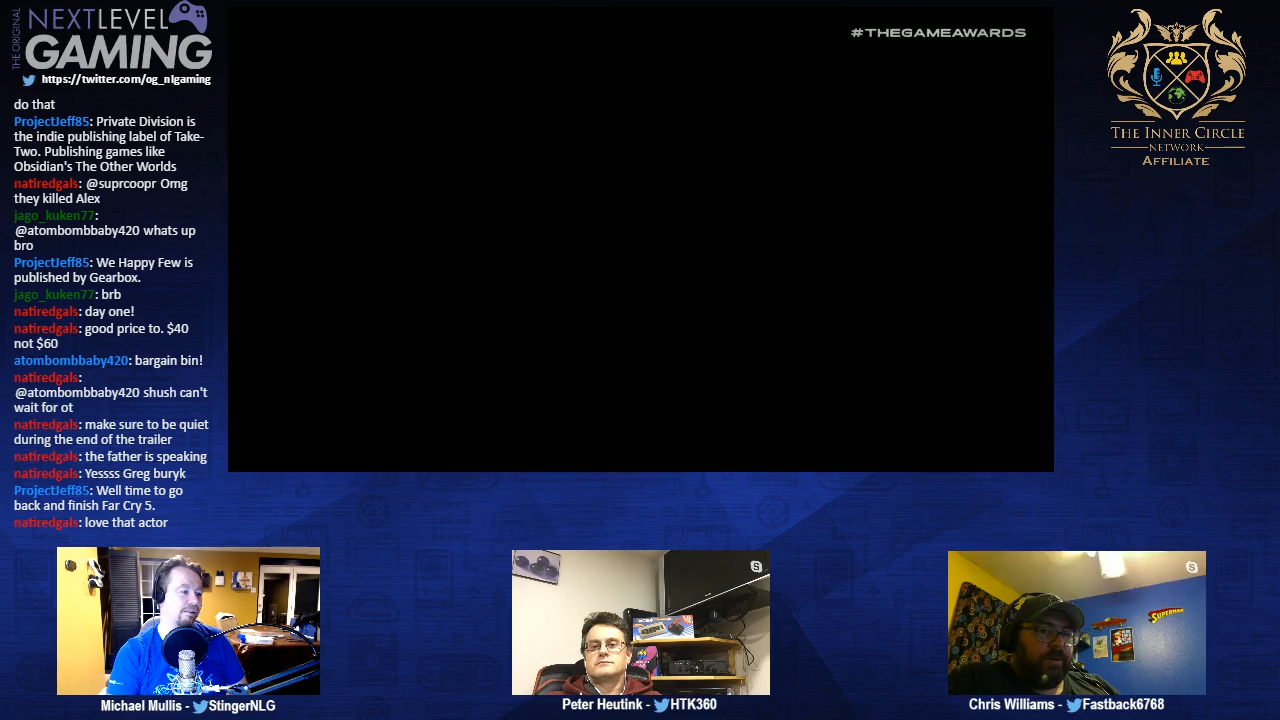 THE ORIGINAL
NEXTLEVEL
GAMING
https://twitter.com/og_nlgaming
do that
ProjectJeff85: Private Division is
the indie publishing label of Take-
Two. Publishing games like
Obsidian's The Other Worlds
natiredgals: @suprcoopr Omg
they killed Alex
jago_kuken77:
@atombombbaby420 whats up
bro
ProjectJeff85: We Happy Few is
published by Gearbox.
jago_kuken77: brb
natiredgals: day one!
natiredgals: good price to. $40
not $60
atombombbaby420: bargain bin!
natiredgals:
@atombombbaby420 shush can't
wait for ot
natiredgals: make sure to be quiet
during the end of the trailer
natiredgals: the father is speaking
natiredgals: Yessss Greg buryk
ProjectJeff85: Well time to go
back and finish Far Cry 5.
natiredgals: love that actor
#THEGAMEAWARDS
THE INNER CIRCLE
NETWORK
AFFILIATE
SUPERMAN
Michael Mullis - StingerNLG
Peter Heutink - HTK360
Chris Williams - Fastback6768